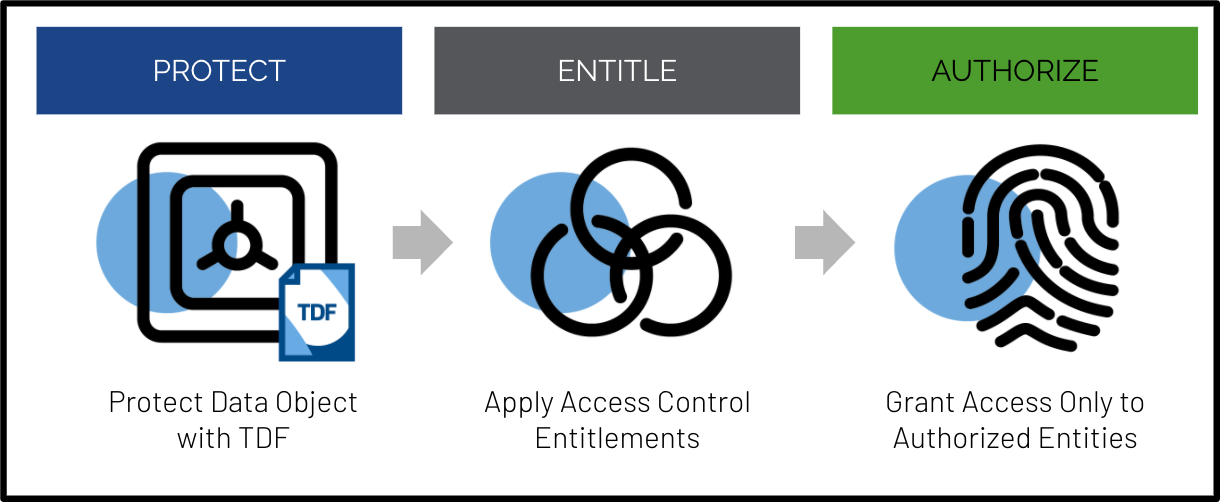 PROTECT
ENTITLE
AUTHORIZE
TDF
Protect Data Object
with TDF
Apply Access Control
Entitlements
Grant Access Only to
Authorized Entities